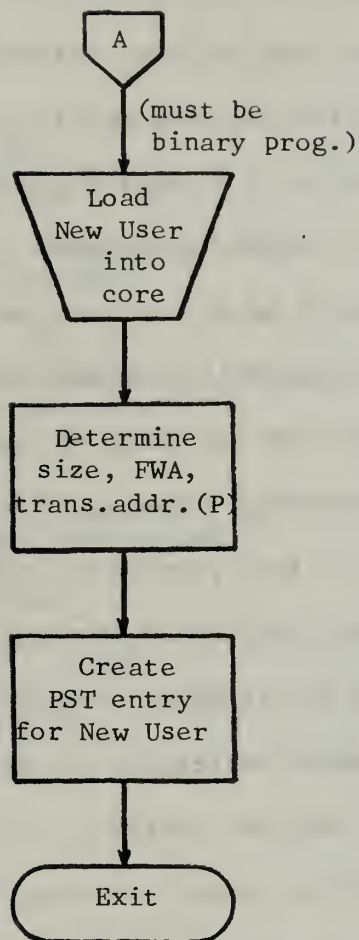 A
(must be
binary prog.)
Load
New User
into
core
Determine
size, FWA,
trans.addr.(P)
Create
PST entry
for New User
Exit